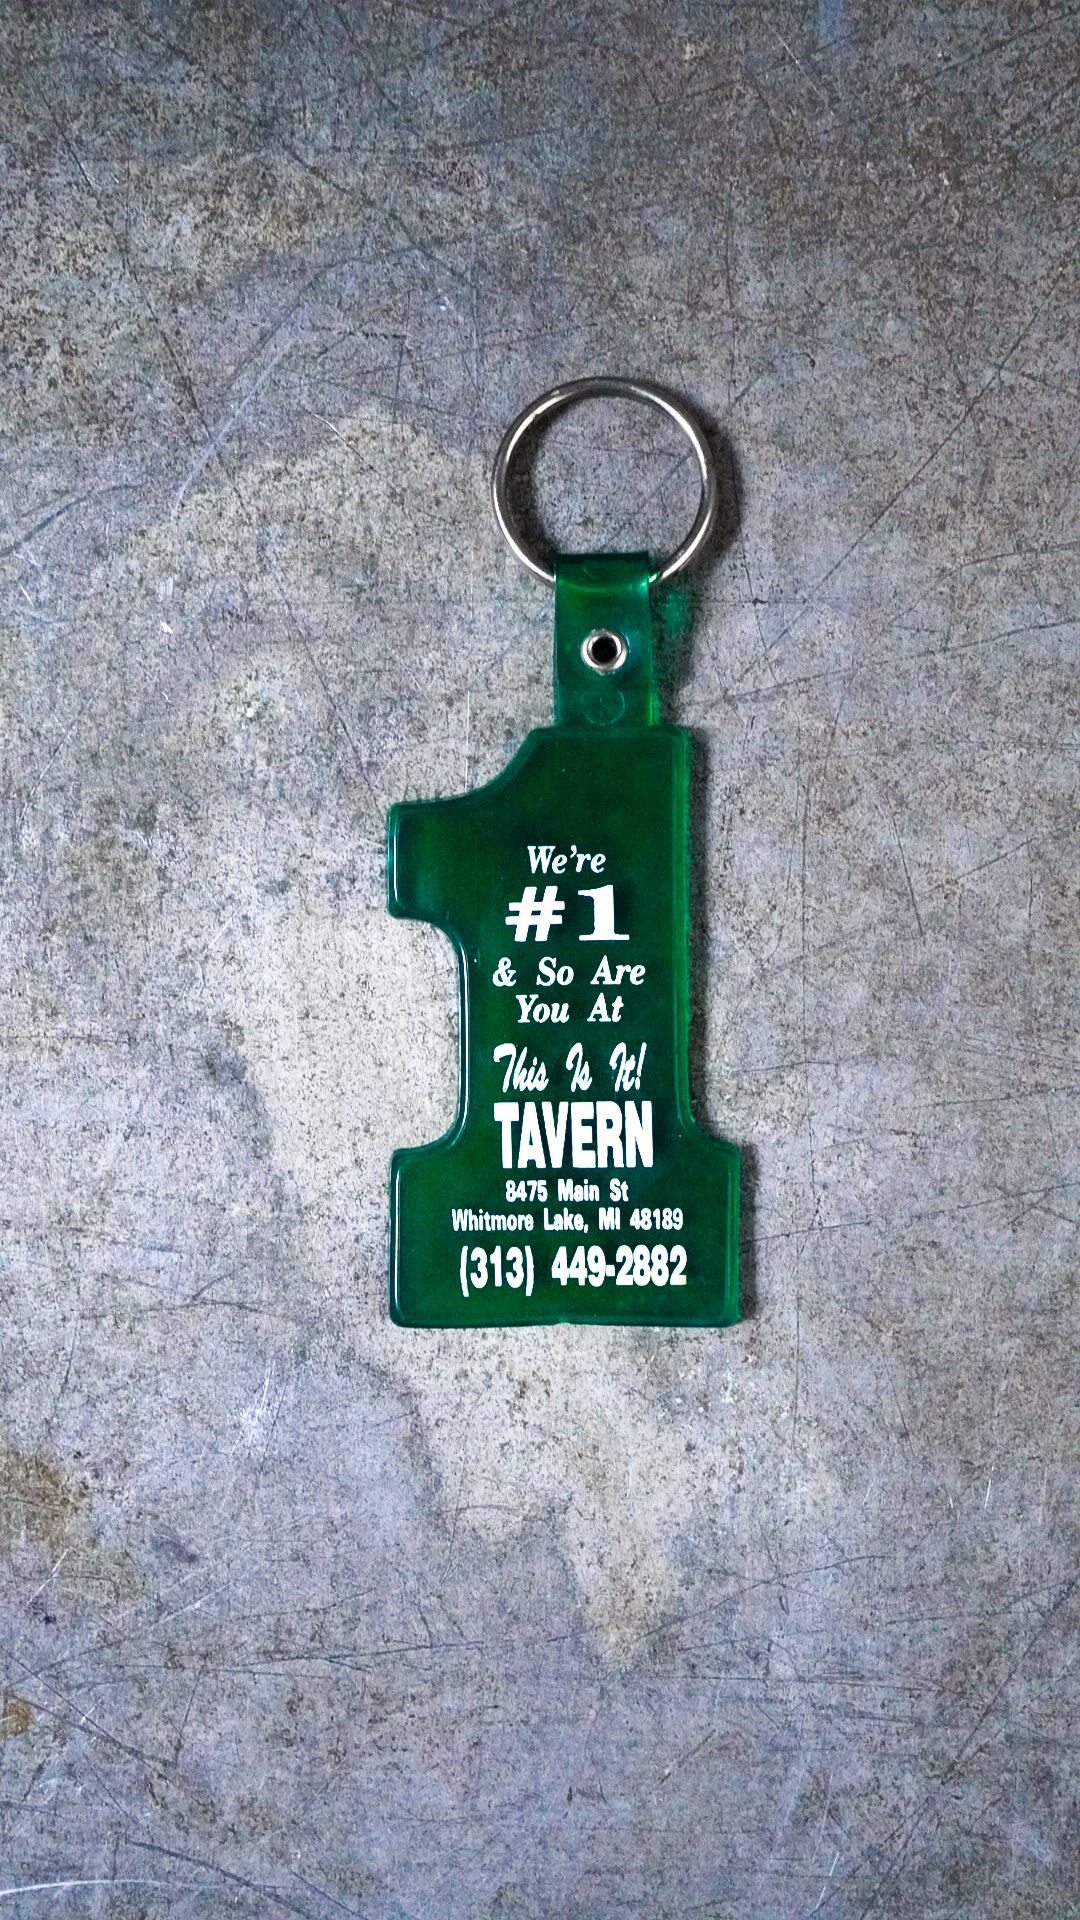 We're
#1
& So Are
You At
This Is It!
TAVERN
8475 Main St
Whitmore Lake, MI 48189
(313) 449-2882